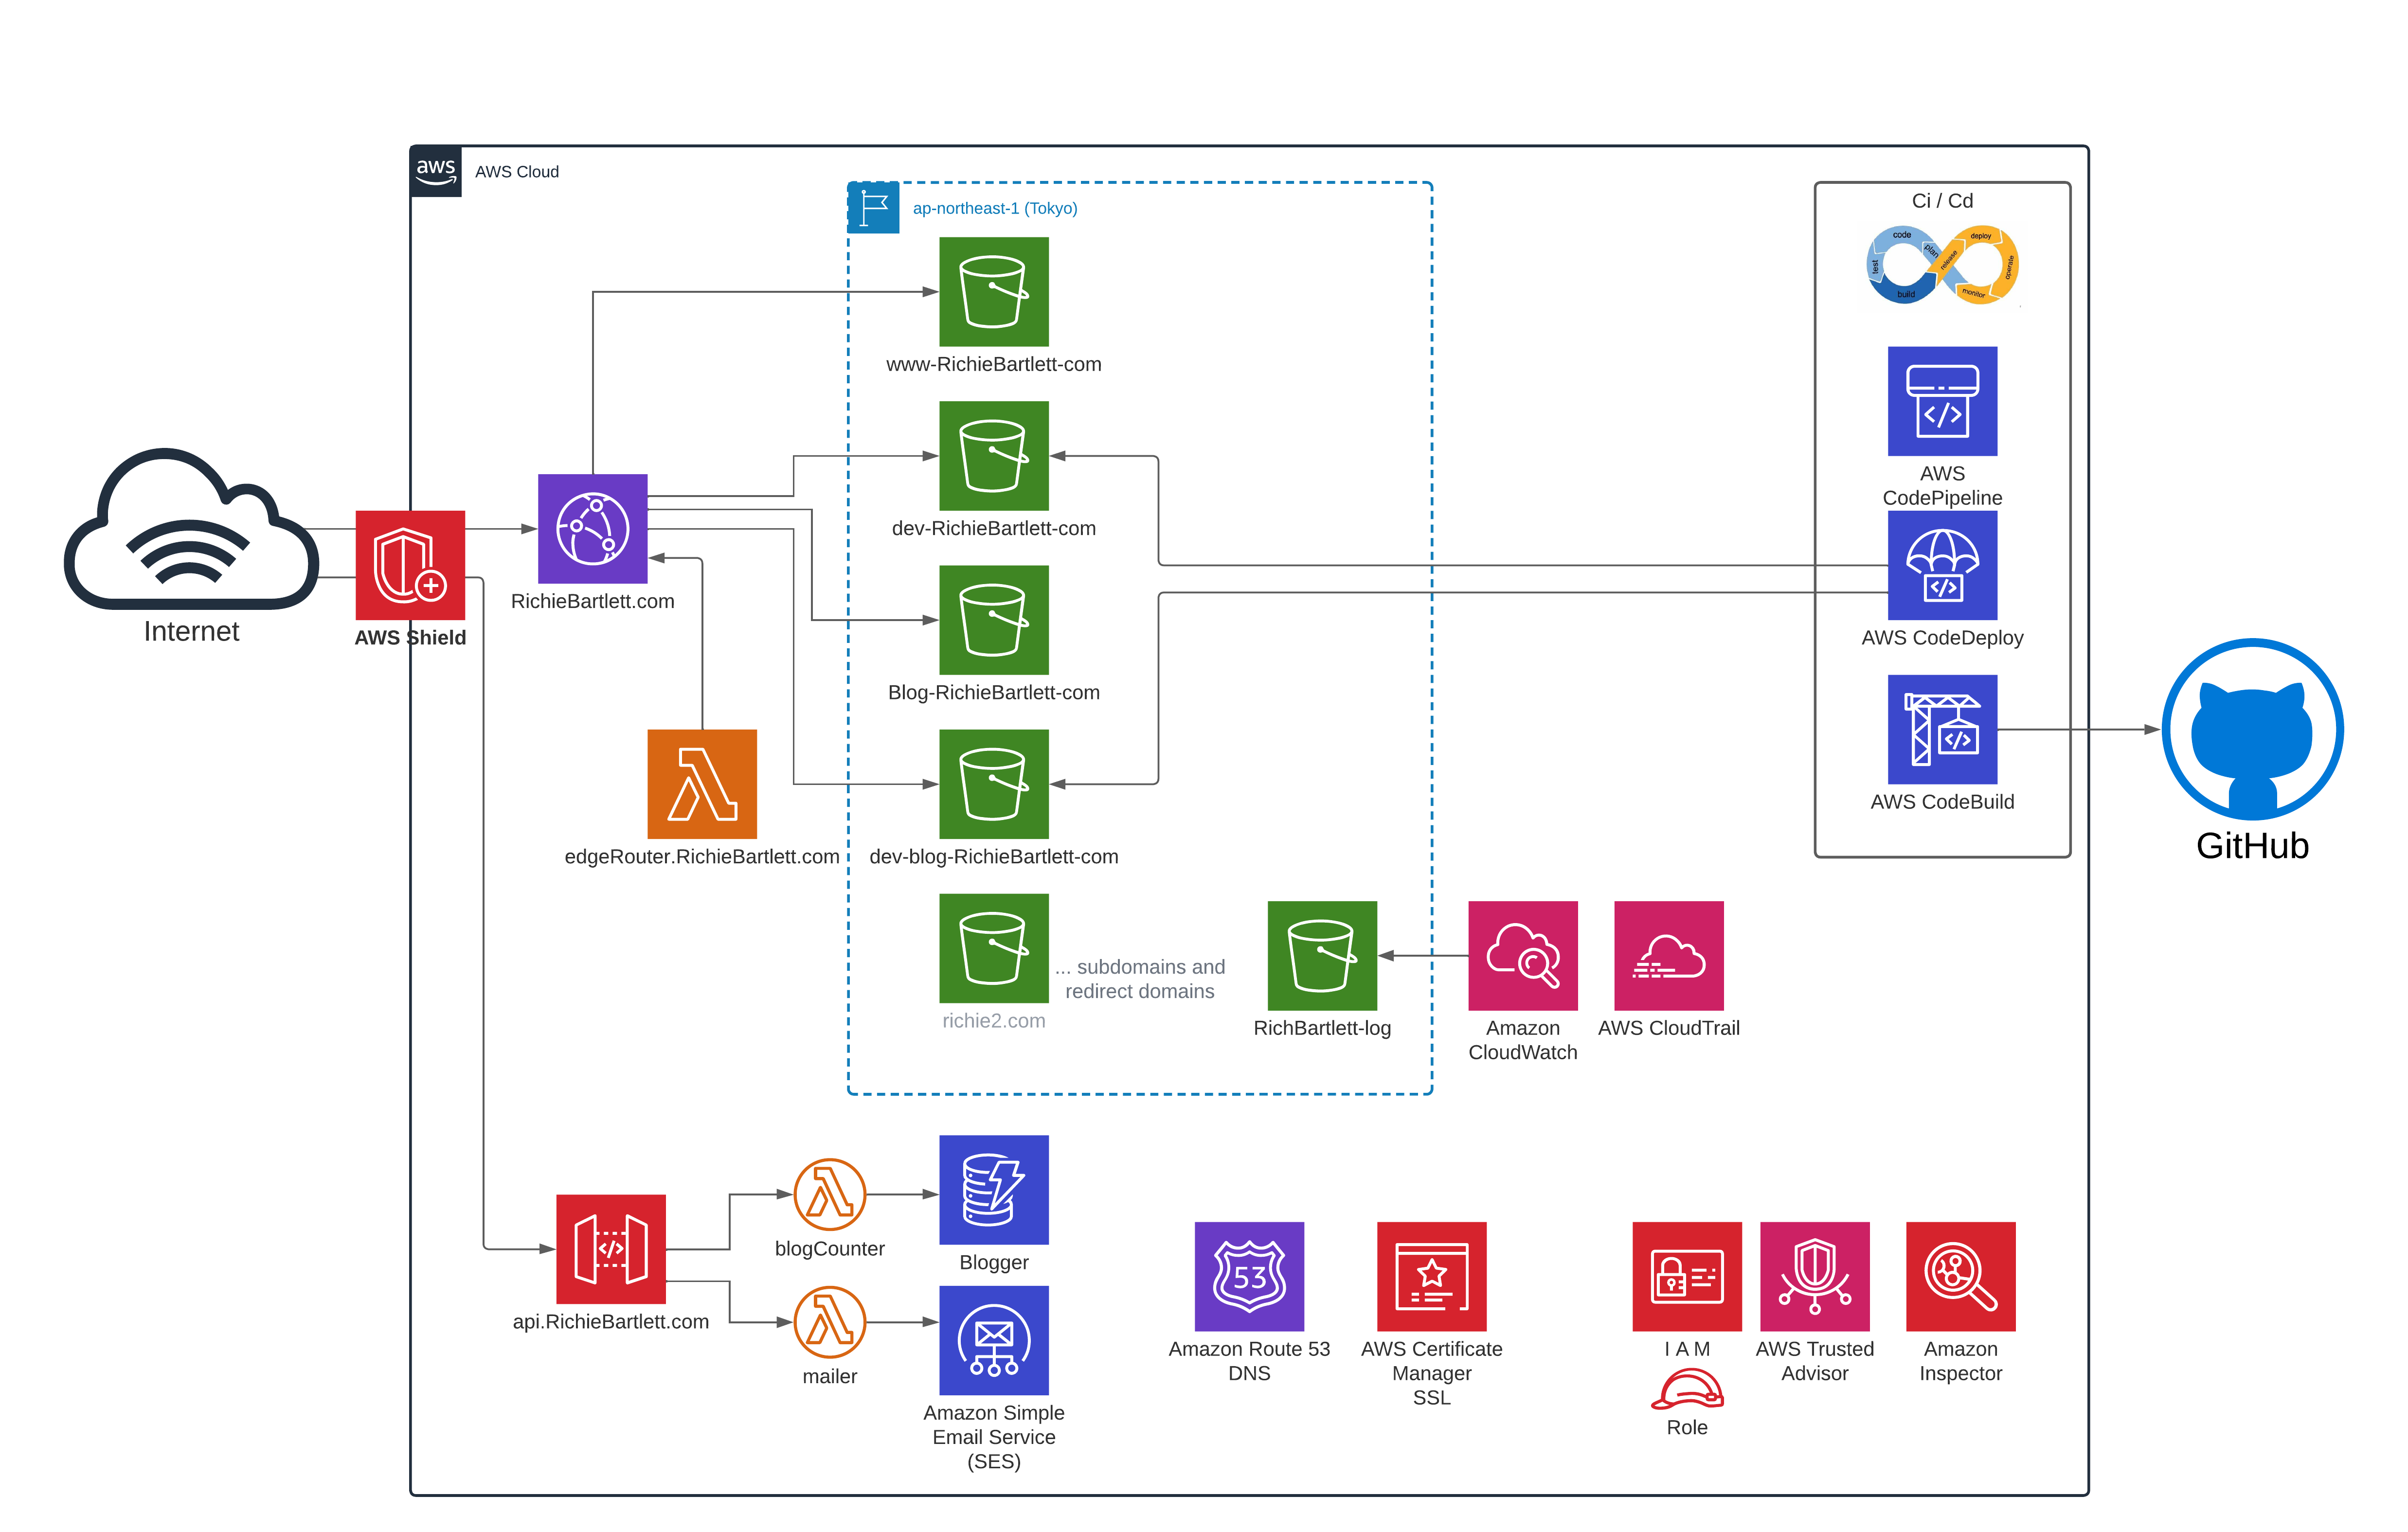 aws
AWS Cloud
ap-northeast-1 (Tokyo)
Ci / Cd
code
plan
deploy
test
release
operate
build
monitor
www-RichieBartlett-com
AWS
CodePipeline
dev-RichieBartlett-com
Internet
AWS Shield
RichieBartlett.com
AWS CodeDeploy
Blog-RichieBartlett-com
AWS CodeBuild
GitHub
edgeRouter.RichieBartlett.com
dev-blog-RichieBartlett-com
... subdomains and
redirect domains
richie2.com
RichBartlett-log
Amazon
CloudWatch
AWS CloudTrail
blogCounter
Blogger
api.RichieBartlett.com
mailer
Amazon Simple
Email Service
(SES)
53
Amazon Route 53
DNS
AWS Certificate
Manager
SSL
I A M
Role
AWS Trusted
Advisor
Amazon
Inspector